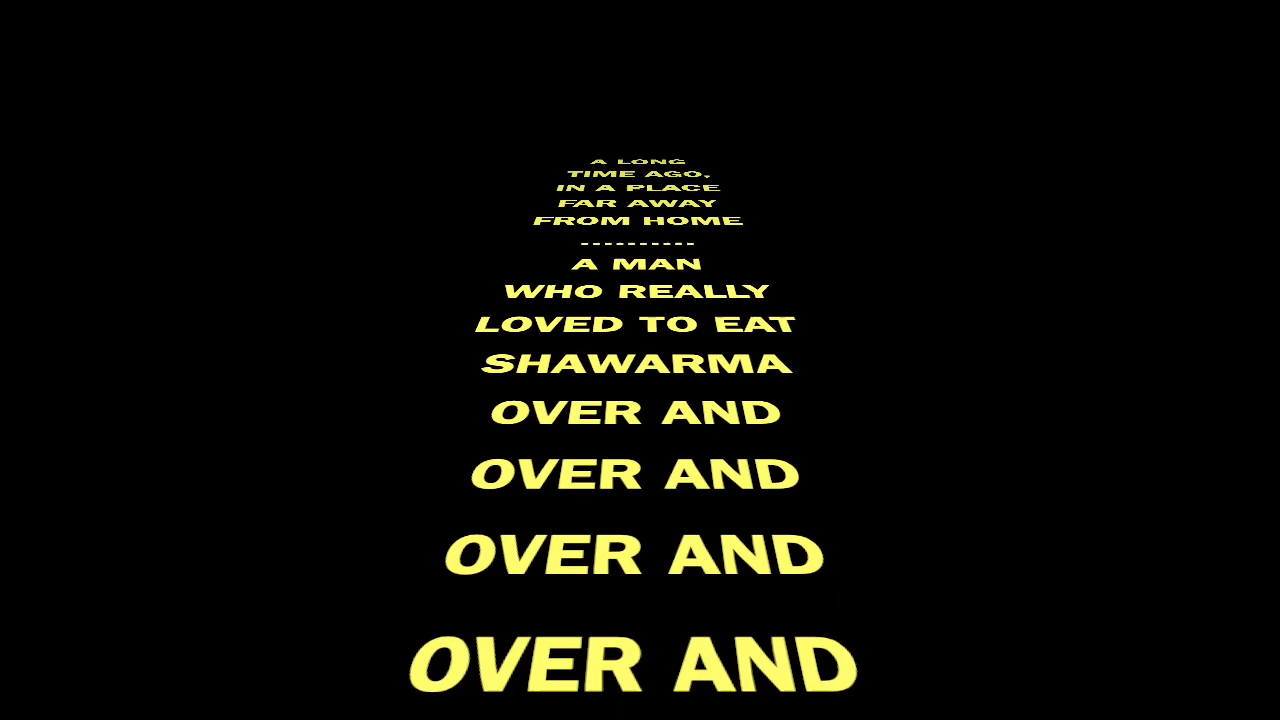 A LONG
TIME AGO,
IN A PLACE
FAR AWAY
FROM HOME
----------
A MAN
WHO REALLY
LOVED TO EAT
SHAWARMA
OVER AND
OVER AND
OVER AND
OVER AND